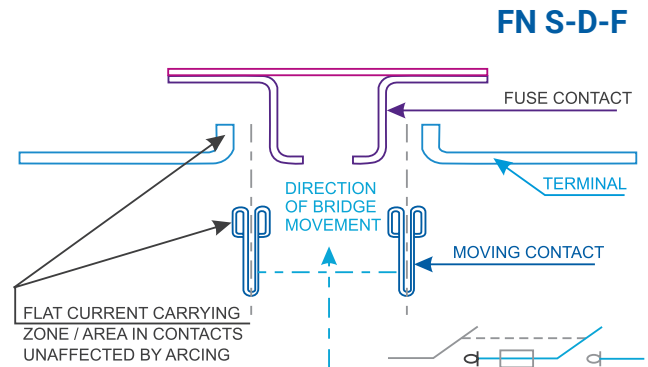 FN S-D-F
FUSE CONTACT
TERMINAL
DIRECTION
OF BRIDGE
MOVEMENT
MOVING CONTACT
FLAT CURRENT CARRYING
ZONE / AREA IN CONTACTS
UNAFFECTED BY ARCING